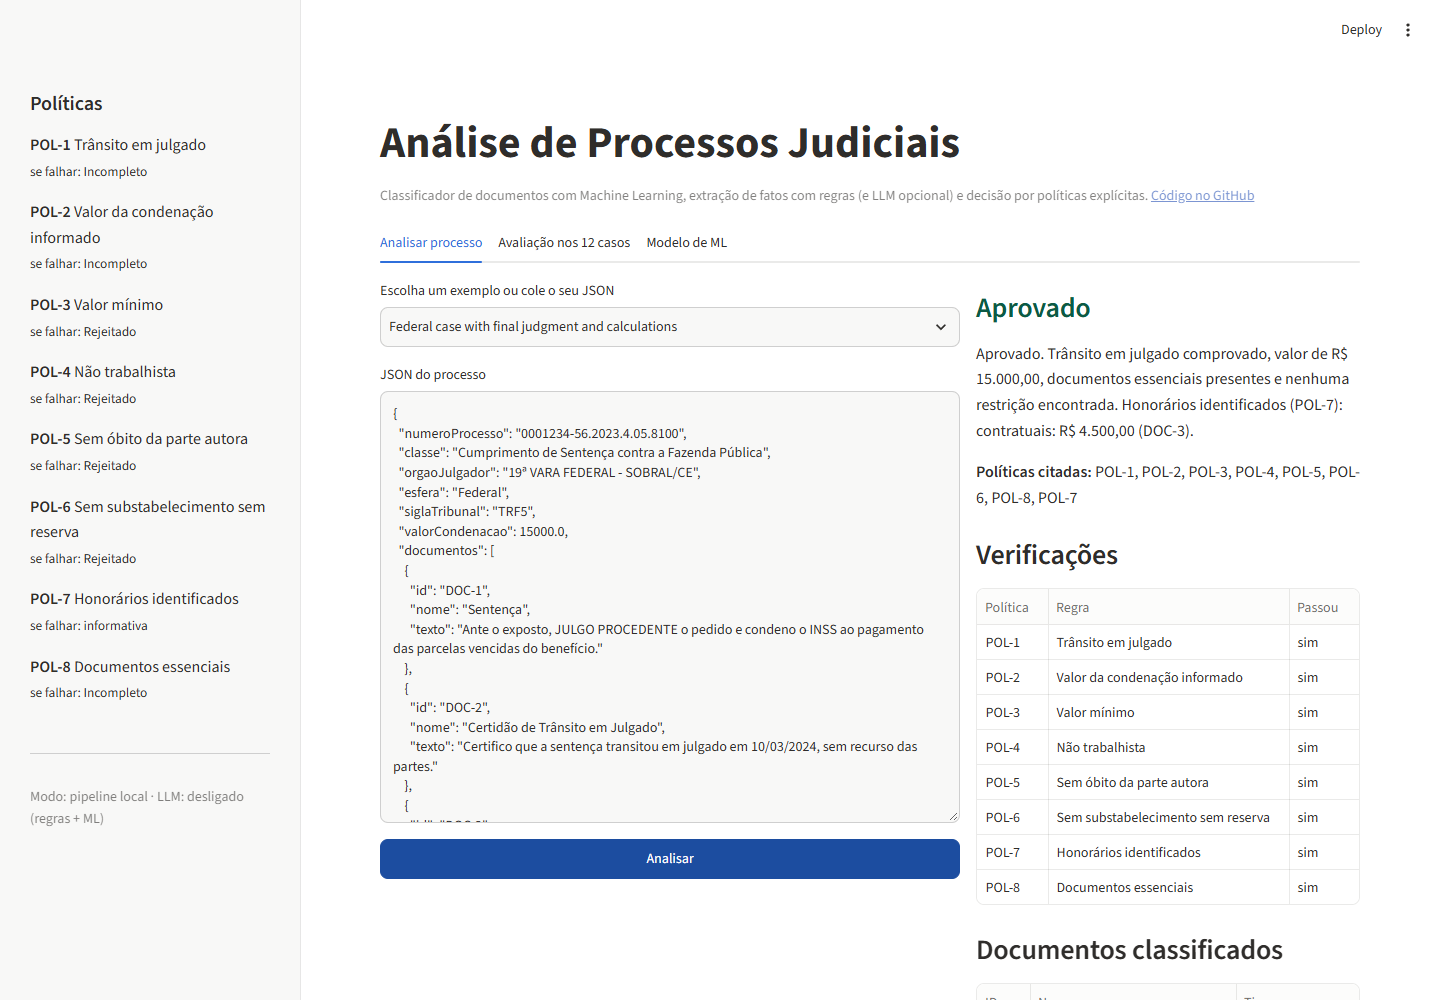 Deploy
Políticas
POL-1 Trânsito em julgado
se falhar: Incompleto
POL-2 Valor da condenação
informado
se falhar: Incompleto
POL-3 Valor mínimo
se falhar: Rejeitado
POL-4 Não trabalhista
se falhar: Rejeitado
POL-5 Sem óbito da parte autora
se falhar: Rejeitado
POL-6 Sem substabelecimento sem
reserva
se falhar: Rejeitado
POL-7 Honorários identificados
se falhar: informativa
POL-8 Documentos essenciais
se falhar: Incompleto
Modo: pipeline local · LLM: desligado
(regras + ML)
Análise de Processos Judiciais
Classificador de documentos com Machine Learning, extração de fatos com regras (e LLM opcional) e decisão por políticas explícitas. Código no GitHub
Analisar processo Avaliação nos 12 casos Modelo de ML
Escolha um exemplo ou cole o seu JSON
Federal case with final judgment and calculations
JSON do processo
{
"numeroProcesso": "0001234-56.2023.4.05.8100",
"classe": "Cumprimento de Sentença contra a Fazenda Pública",
"orgaoJulgador": "19ª VARA FEDERAL - SOBRAL/CE",
"esfera": "Federal",
"siglaTribunal": "TRF5",
"valorCondenacao": 15000.0,
"documentos": [
{
"id": "DOC-1",
"nome": "Sentença",
"texto": "Ante o exposto, JULGO PROCEDENTE o pedido e condeno o INSS ao pagamento
das parcelas vencidas do benefício."
},
{
"id": "DOC-2",
"nome": "Certidão de Trânsito em Julgado",
"texto": "Certifico que a sentença transitou em julgado em 10/03/2024, sem recurso das
partes."
},
{
Analisar
Aprovado
Aprovado. Trânsito em julgado comprovado, valor de R$
15.000,00, documentos essenciais presentes e nenhuma
restrição encontrada. Honorários identificados (POL-7):
contratuais: R$ 4.500,00 (DOC-3).
Políticas citadas: POL-1, POL-2, POL-3, POL-4, POL-5, POL-
6, POL-8, POL-7
Verificações
Política Regra Passou
POL-1 Trânsito em julgado sim
POL-2 Valor da condenação informado sim
POL-3 Valor mínimo sim
POL-4 Não trabalhista sim
POL-5 Sem óbito da parte autora sim
POL-6 Sem substabelecimento sem reserva sim
POL-7 Honorários identificados sim
POL-8 Documentos essenciais sim
Documentos classificados